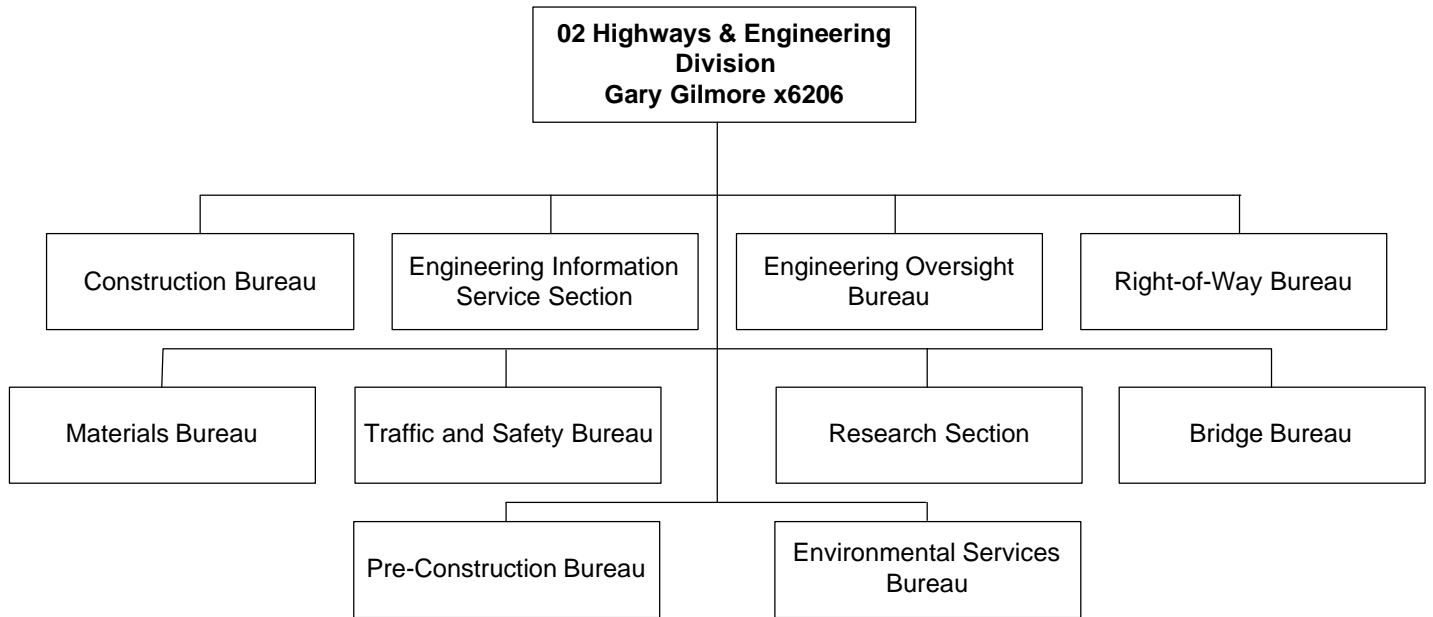 02 Highways & Engineering
Division
Gary Gilmore x6206
Construction Bureau
Engineering Information
Service Section
Engineering Oversight
Bureau
Right-of-Way Bureau
Materials Bureau
Traffic and Safety Bureau
Research Section
Bridge Bureau
Pre-Construction Bureau
Environmental Services
Bureau